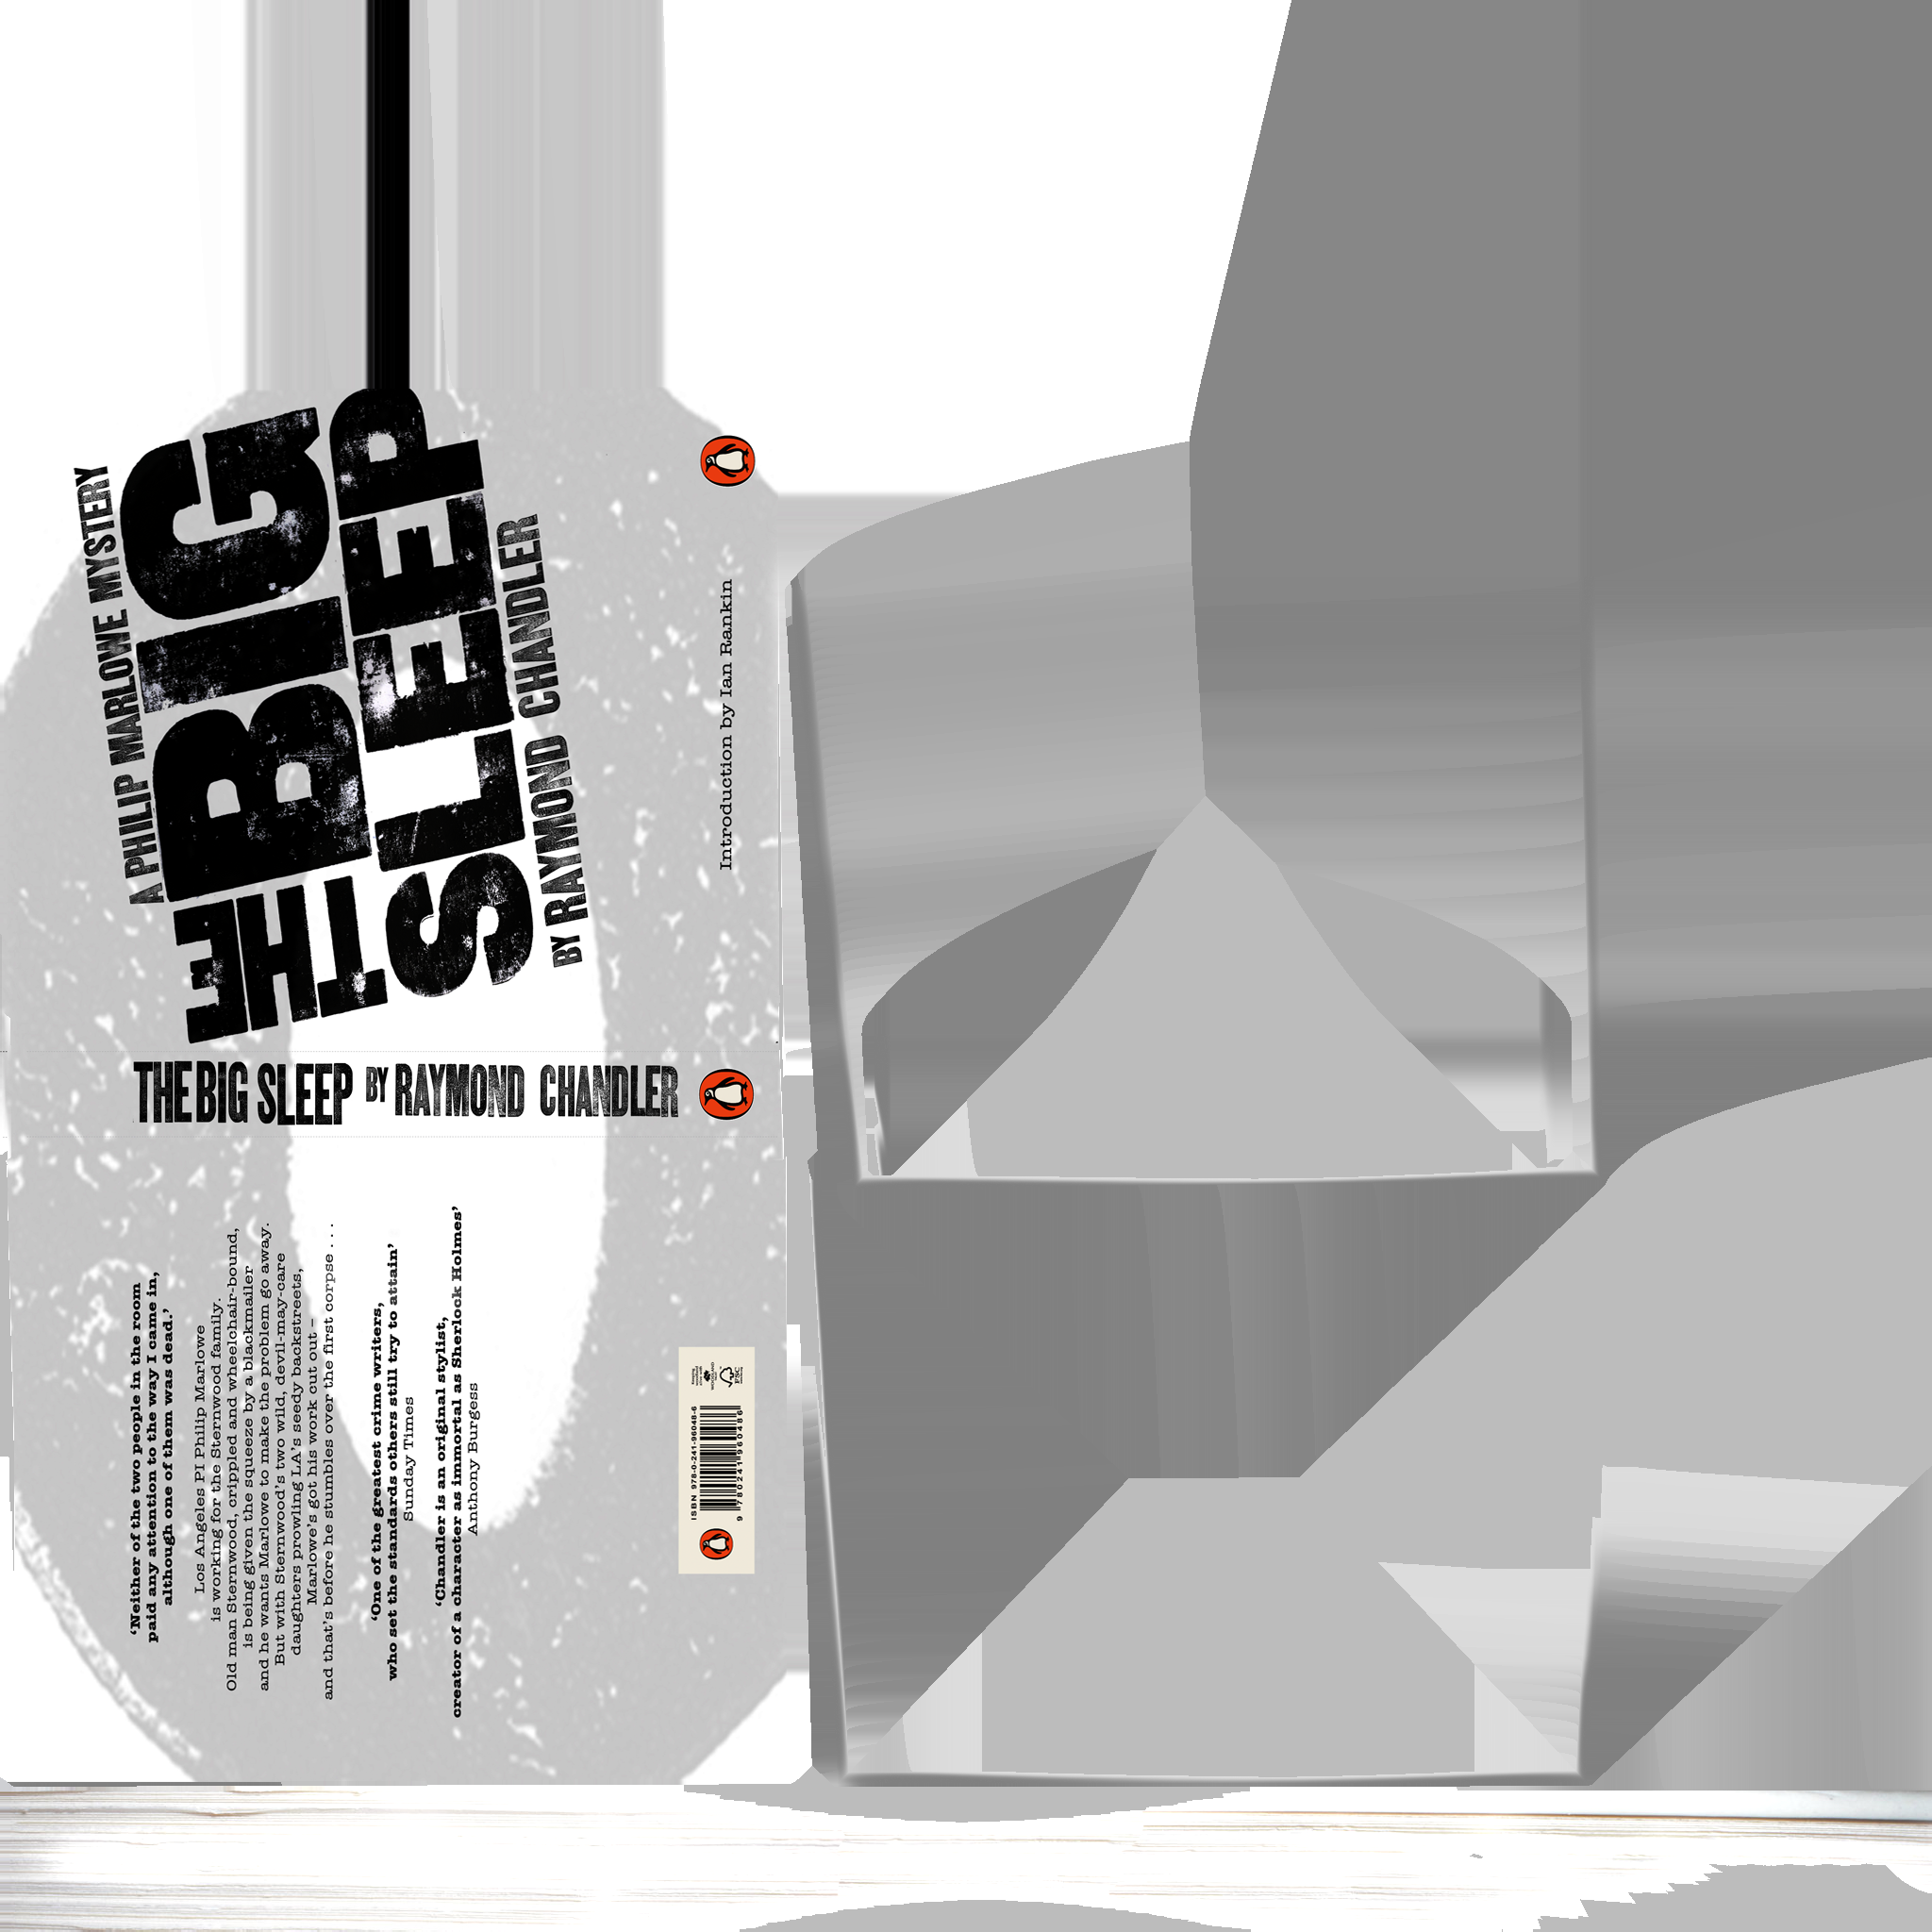 A PHILIP MARLOWE MYSTERY
THE
BIG
SLEEP
BY RAYMOND CHANDLER
Introduction by Ian Rankin
THE BIG SLEEP BY RAYMOND CHANDLER
‘Neither of the two people in the room
paid any attention to the way I came in,
although one of them was dead.’
Los Angeles PI Philip Marlowe
is working for the Sternwood family.
Old man Sternwood, crippled and wheelchair-bound,
is being given the squeeze by a blackmailer
and he wants Marlowe to make the problem go away.
But with Sternwood’s two wild, devil-may-care
daughters prowling LA’s seedy backstreets,
Marlowe’s got his work cut out –
and that’s before he stumbles over the first corpse . . .
‘One of the greatest crime writers,
who set the standards others still try to attain’
Sunday Times
‘Chandler is an original stylist,
creator of a character as immortal as Sherlock Holmes’
Anthony Burgess
ISBN 978-0-241-96048-6
9 780241 960486
FSC